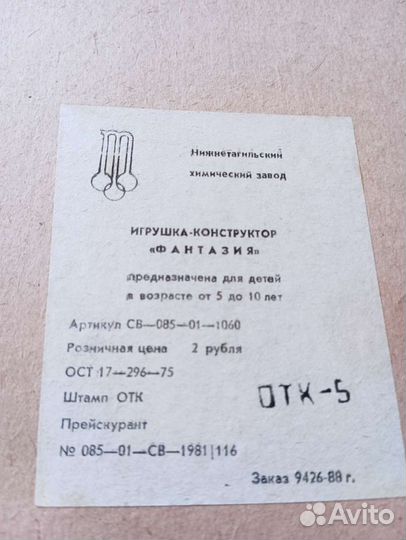 Нижнетагильский
химический завод
ИГРУШКА-КОНСТРУКТОР
«ФАНТАЗИЯ»
предназначена для детей
в возрасте от 5 до 10 лет
Артикул СВ—085—01—1060
Розничная цена 2 рубля
ОСТ 17—296—75
Штамп ОТК ОТК-5
Прейскурант
№ 085—01—СВ—1981|116
Заказ 9426-88 г.
Avito